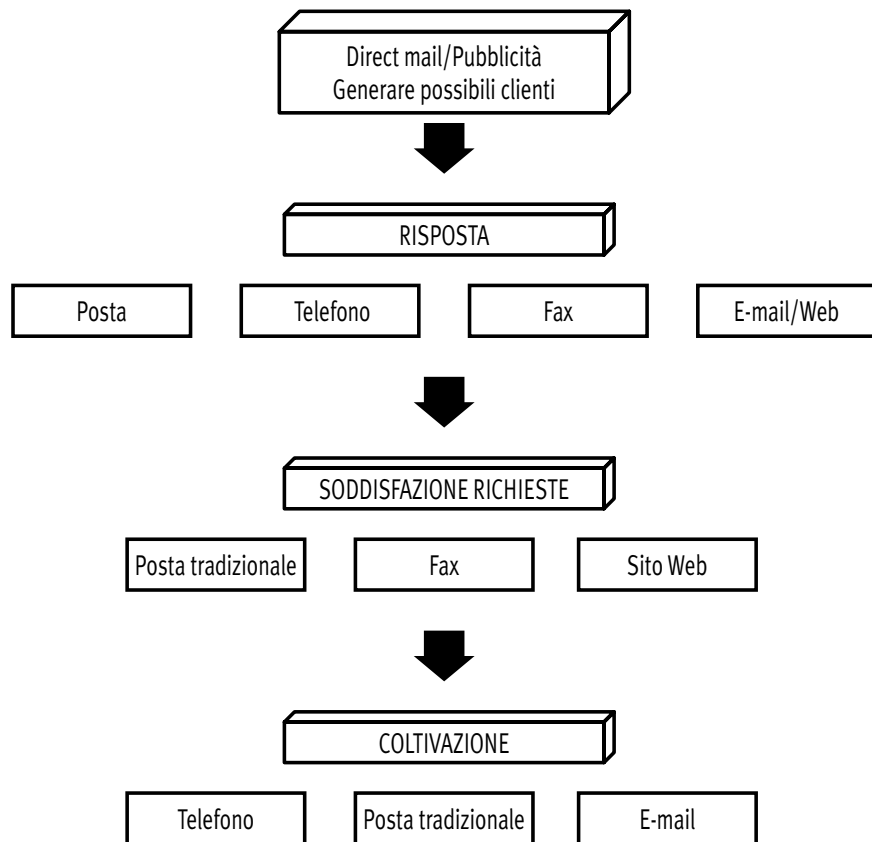 Direct mail/Pubblicità
Generare possibili clienti
RISPOSTA
Posta
Telefono
Fax
E-mail/Web
SODDISFAZIONE RICHIESTE
Posta tradizionale
Fax
Sito Web
COLTIVAZIONE
Telefono
Posta tradizionale
E-mail